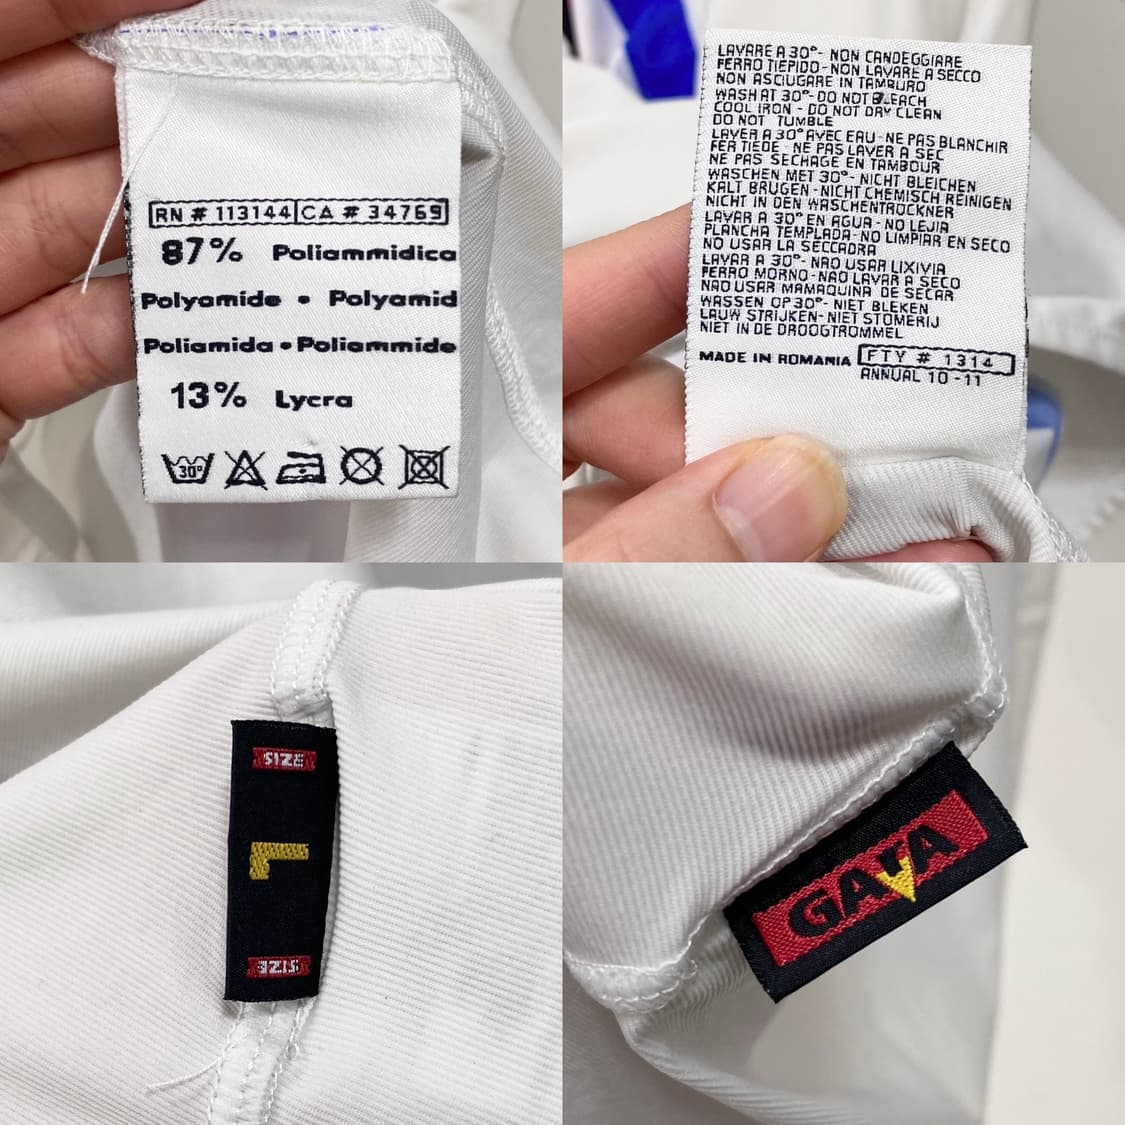 RN # 113144 CA # 34769
87% Poliammidica
Polyamide • Polyamid
Poliamida • Poliammide
13% Lycra
30°
LAVARE A 30° - NON CANDEGGIARE
FERRO TIEPIDO - NON LAVARE A SECCO
NON ASCIUGARE IN TAMBURO
WASH AT 30° - DO NOT BLEACH
COOL IRON - DO NOT DRY CLEAN
DO NOT TUMBLE
LAVER A 30° AVEC EAU - NE PAS BLANCHIR
FER TIEDE - NE PAS LAVER A SEC
NE PAS SECHAGE EN TAMBOUR
WASCHEN MET 30° - NICHT BLEICHEN
KALT BRUGEN - NICHT CHEMISCH REINIGEN
NICHT IN DEN WASCHENTROCKNER
LAVAR A 30° EN AGUA - NO LEJIA
PLANCHA TEMPLADA - NO LIMPIAR EN SECO
NO USAR LA SECCADRA
LAVAR A 30° - NAO USAR LIXIVIA
FERRO MORNO - NAO LAVAR A SECO
NAO USAR MAMAQUINA DE SECAR
WASSEN OP 30° - NIET BLEKEN
LAUW STRIJKEN - NIET STOMERIJ
NIET IN DE DROOGTROMMEL
MADE IN ROMANIA FTY # 1314
ANNUAL 10 - 11
SIZE
L
SIZE